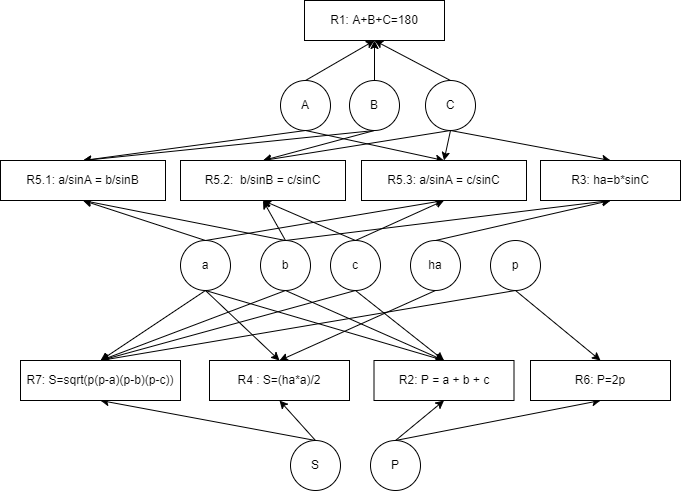 R1: A+B+C=180
A
B
C
R5.1: a/sinA = b/sinB
R5.2: b/sinB = c/sinC
R5.3: a/sinA = c/sinC
R3: ha=b*sinC
a
b
c
ha
p
R7: S=sqrt(p(p-a)(p-b)(p-c))
R4 : S=(ha*a)/2
R2: P = a + b + c
R6: P=2p
S
P